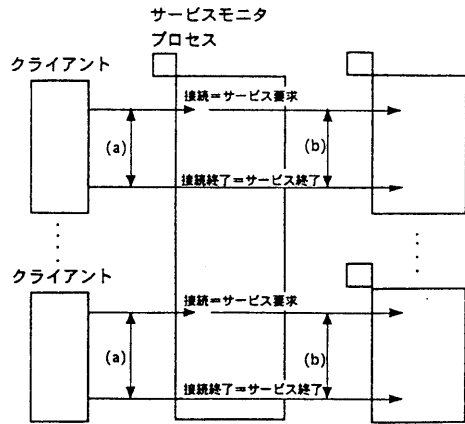 サービスモニタ
プロセス
クライアント
接続＝サービス要求
(a)
(b)
接続終了＝サービス終了
クライアント
接続＝サービス要求
(a)
(b)
接続終了＝サービス終了